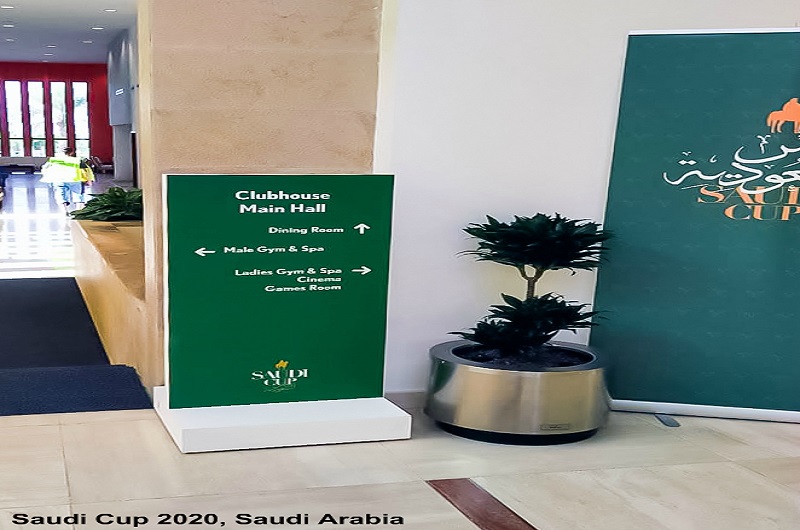 Clubhouse
Main Hall
Dining Room ↑
← Male Gym & Spa
Ladies Gym & Spa →
Cinema
Games Room
SAUDI
CUP
السعودية
SAUDI
CUP
Saudi Cup 2020, Saudi Arabia